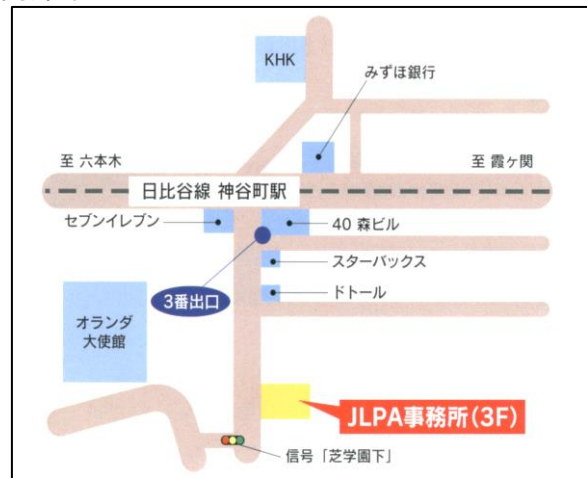 KHK
みずほ銀行
至 六本木
至 霞ヶ関
日比谷線 神谷町駅
セブンイレブン
40 森ビル
スターバックス
3番出口
ドトール
オランダ
大使館
JLPA事務所(3F)
信号「芝学園下」